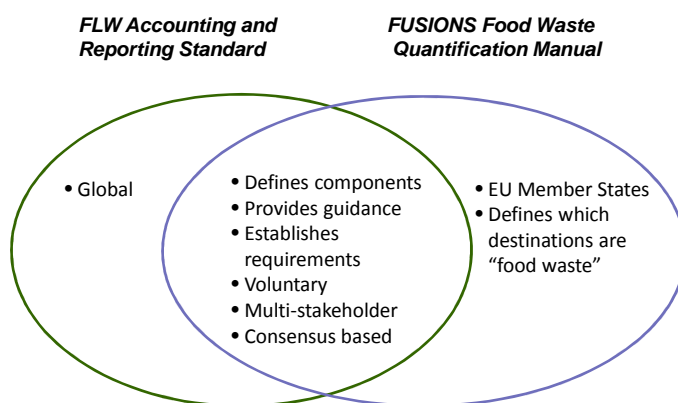 FLW Accounting and
Reporting Standard
FUSIONS Food Waste
Quantification Manual
• Global
• Defines components
• Provides guidance
• Establishes
requirements
• Voluntary
• Multi-stakeholder
• Consensus based
• EU Member States
• Defines which
destinations are
“food waste”